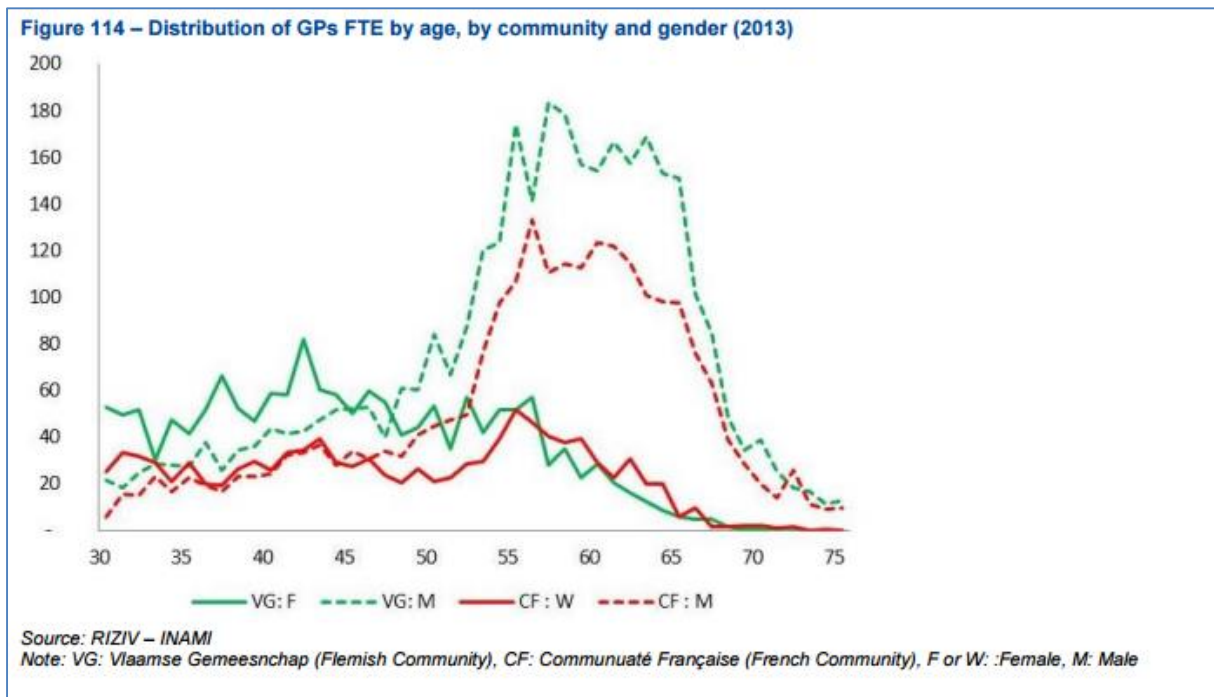 Figure 114 – Distribution of GPs FTE by age, by community and gender (2013)
200
180
160
140
120
100
80
60
40
20
-
30 35 40 45 50 55 60 65 70 75
VG: F VG: M CF : W CF : M
Source: RIZIV – INAMI
Note: VG: Vlaamse Gemeesnchap (Flemish Community), CF: Communuaté Française (French Community), F or W: :Female, M: Male